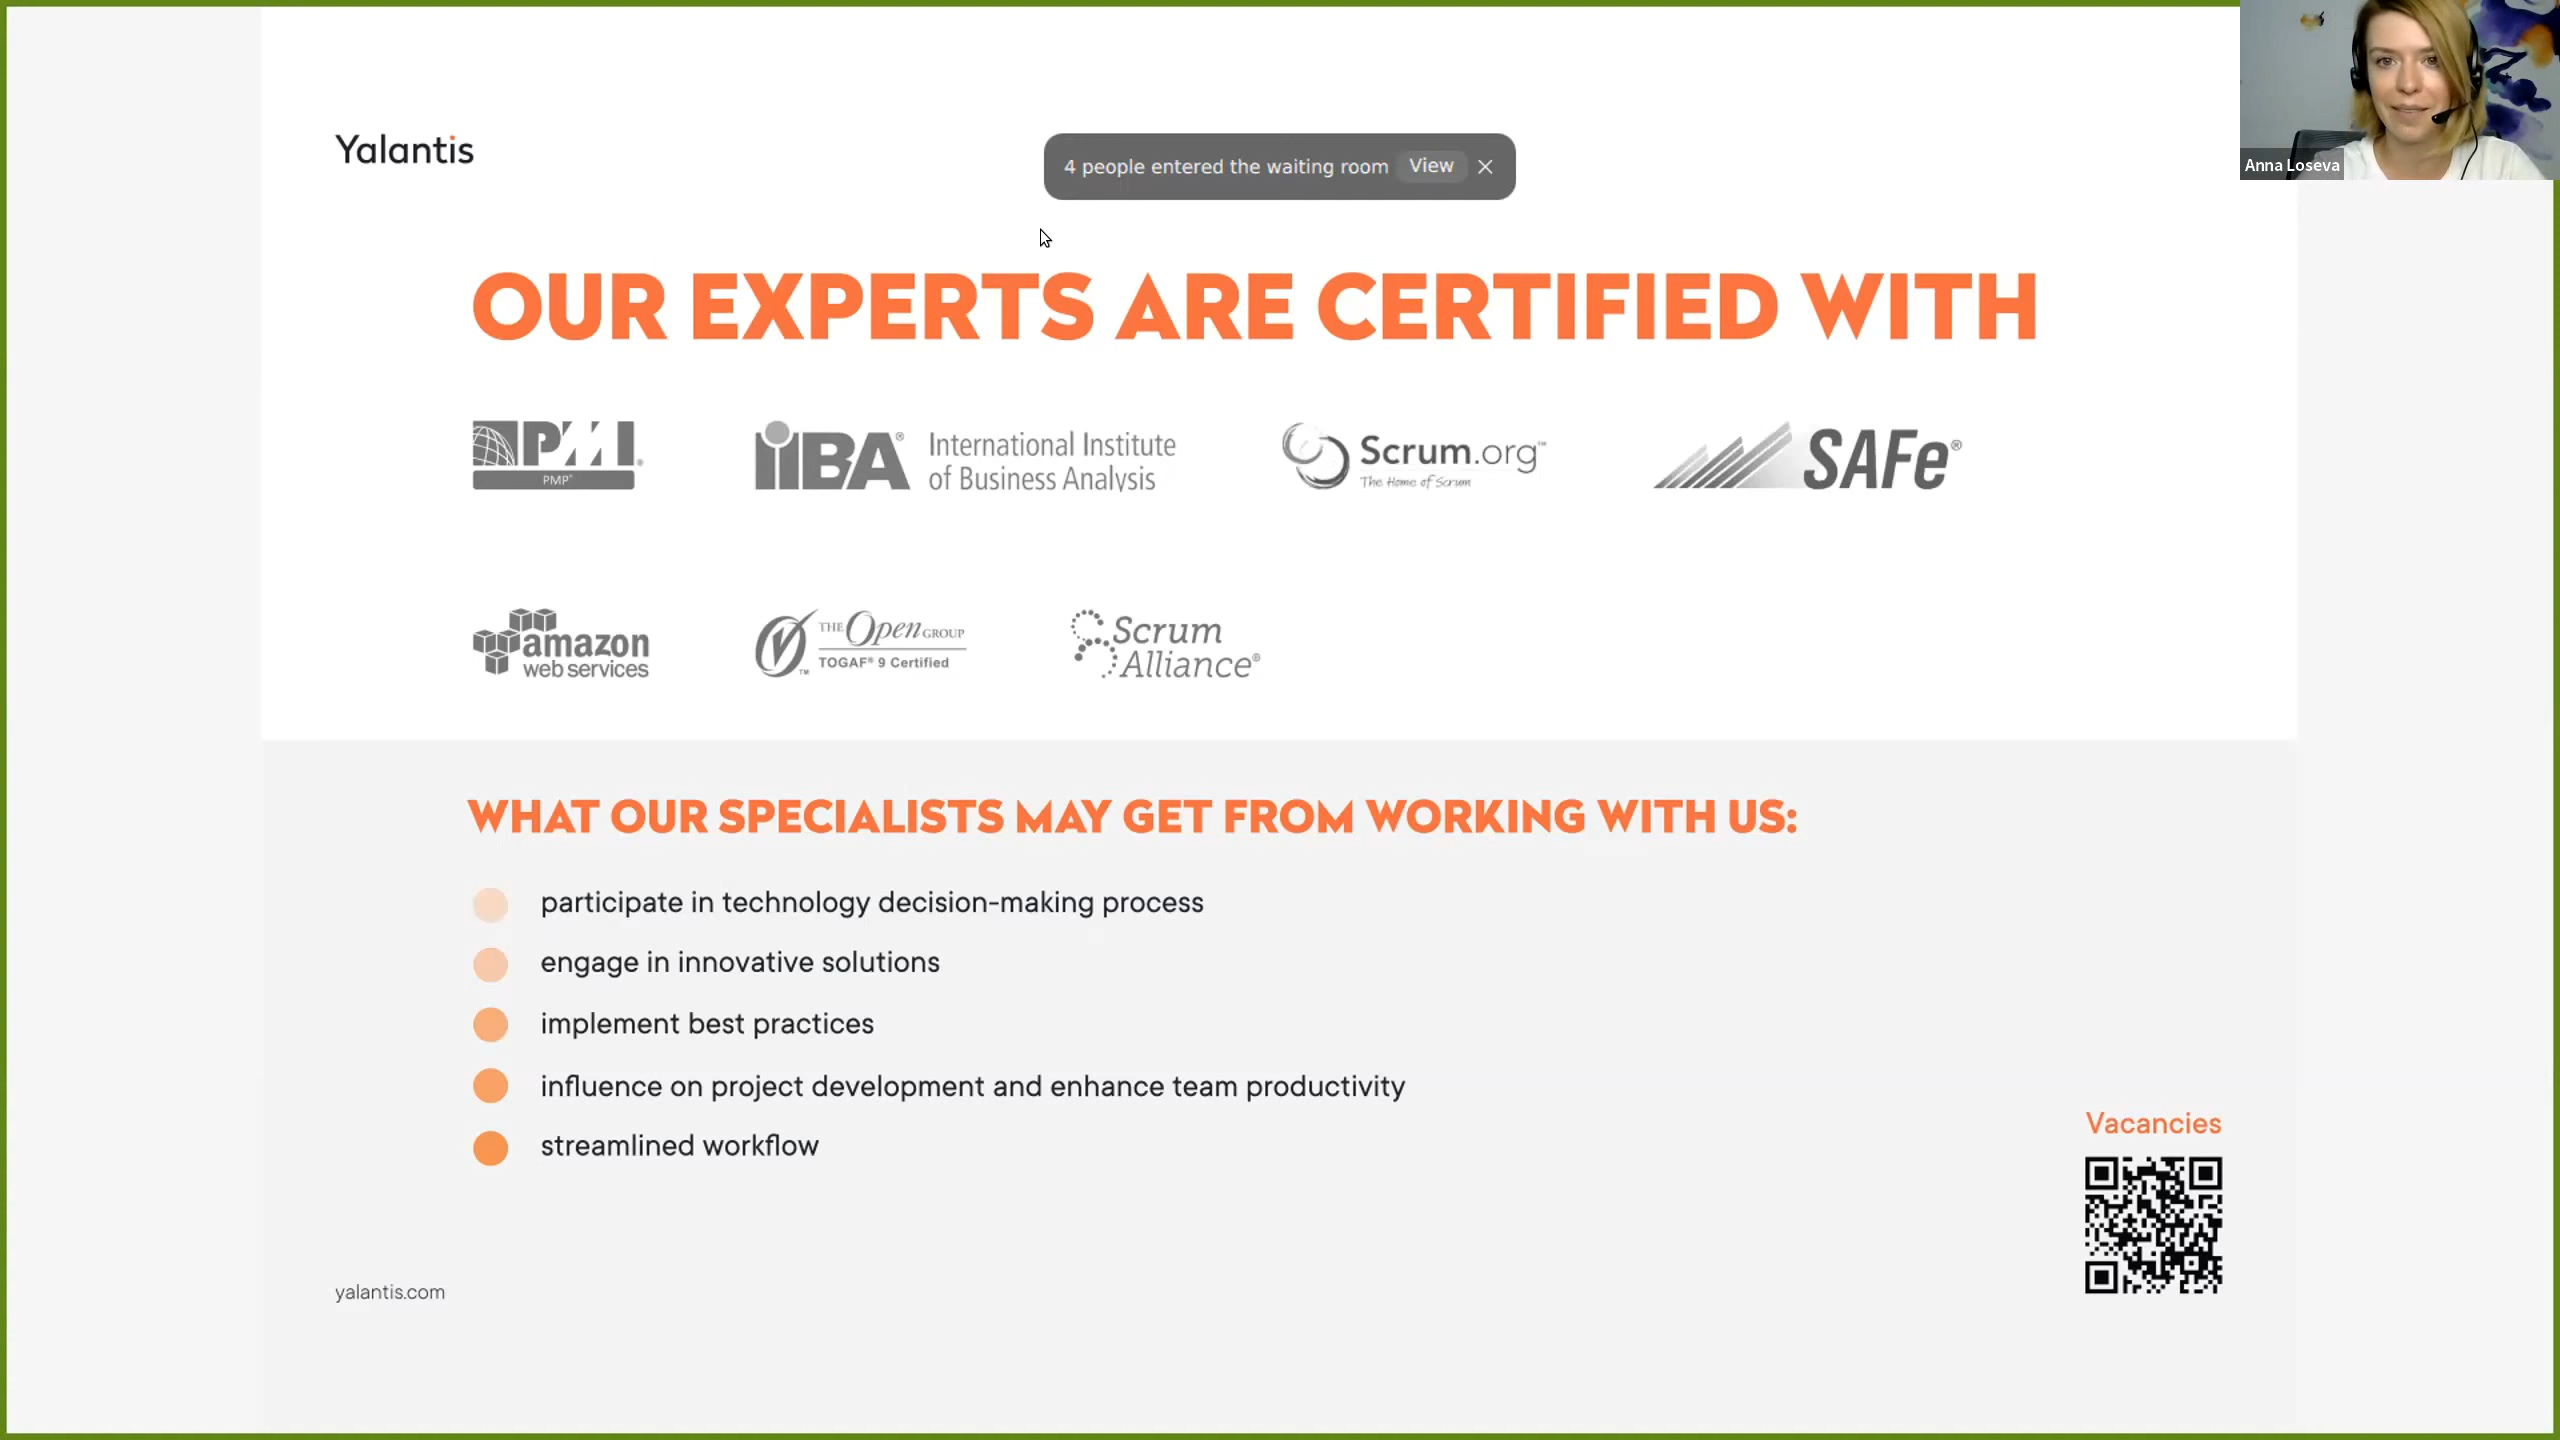 Yalantis
4 people entered the waiting room View
Anna Loseva
OUR EXPERTS ARE CERTIFIED WITH
PMI®
PMP®
iiBA® International Institute
of Business Analysis
Scrum.org™
The Home of Scrum
SAFe®
amazon
web services
THE Open GROUP
TOGAF® 9 Certified
TM
Scrum
Alliance®
WHAT OUR SPECIALISTS MAY GET FROM WORKING WITH US:
participate in technology decision-making process
engage in innovative solutions
implement best practices
influence on project development and enhance team productivity
streamlined workflow
Vacancies
yalantis.com